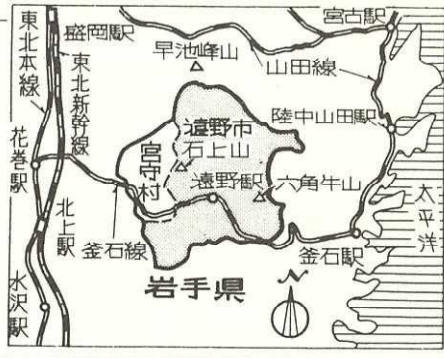 東北本線
盛岡駅
東北新幹線
早池峰山
宮古駅
山田線
陸中山田駅
花巻駅
宮守村
遠野市
石上山
遠野駅
六角牛山
太平洋
北上駅
釜石線
釜石駅
水沢駅
岩手県
N